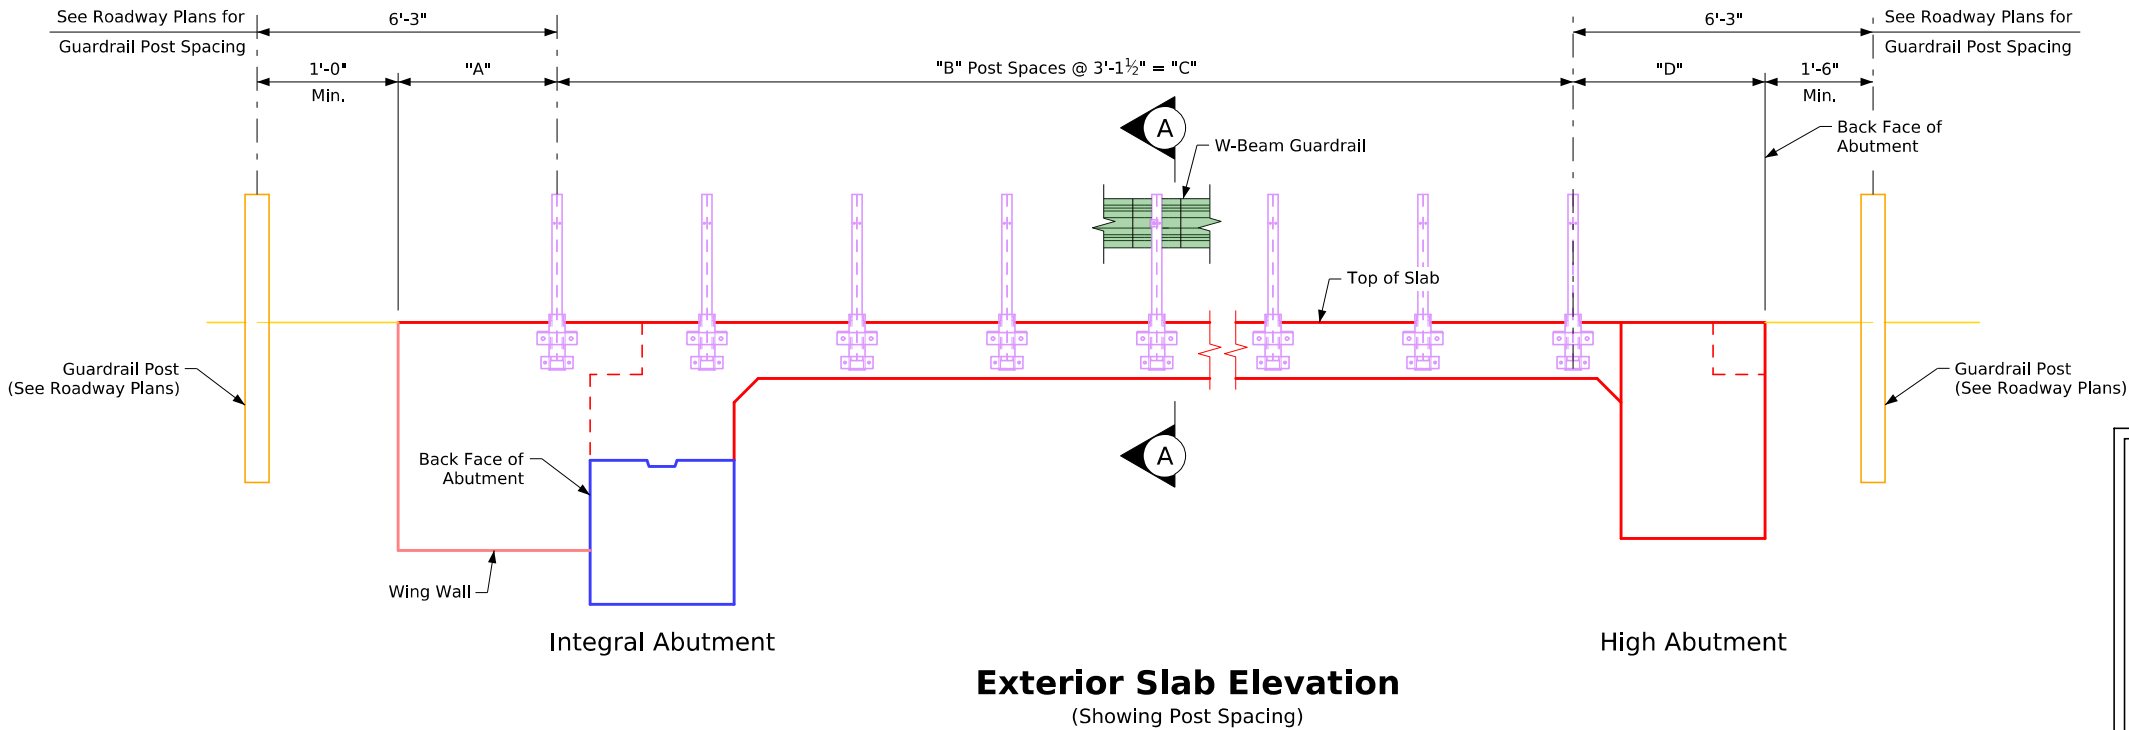 See Roadway Plans for
Guardrail Post Spacing
6'-3"
6'-3"
See Roadway Plans for
Guardrail Post Spacing
1'-0"
Min.
"A"
"B" Post Spaces @ 3'-1½" = "C"
"D"
1'-6"
Min.
A
W-Beam Guardrail
Back Face of
Abutment
Top of Slab
Guardrail Post
(See Roadway Plans)
Guardrail Post
(See Roadway Plans)
Back Face of
Abutment
A
Wing Wall
Integral Abutment
High Abutment
Exterior Slab Elevation
(Showing Post Spacing)